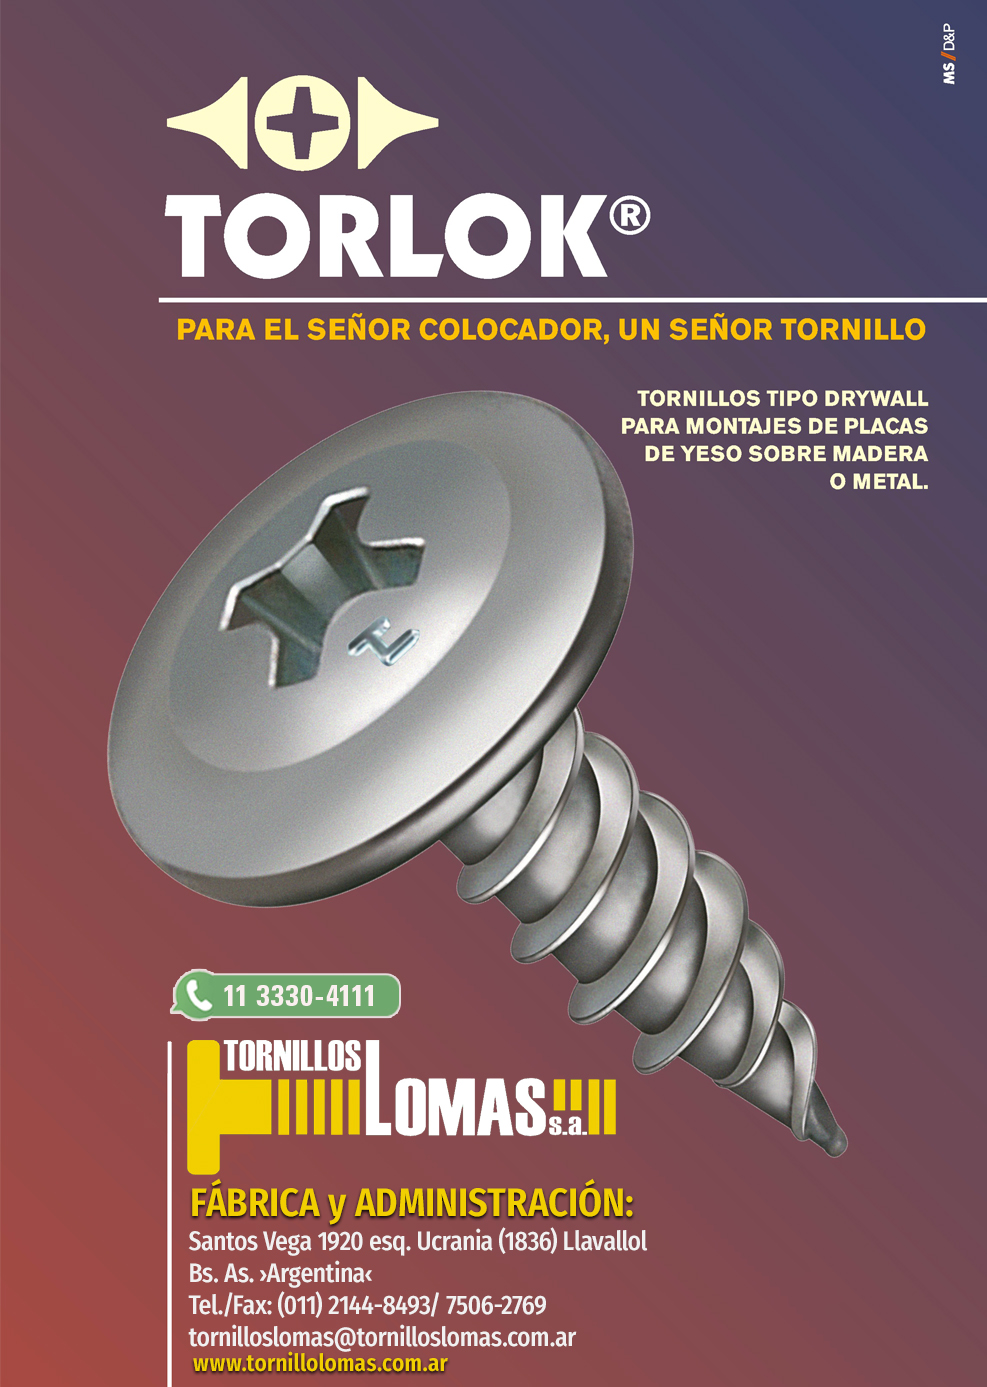 MS/D&P
TORLOK®
PARA EL SEÑOR COLOCADOR, UN SEÑOR TORNILLO
TORNILLOS TIPO DRYWALL
PARA MONTAJES DE PLACAS
DE YESO SOBRE MADERA
O METAL.
TL
11 3330-4111
TORNILLOS
LOMAS s.a.
FÁBRICA y ADMINISTRACIÓN:
Santos Vega 1920 esq. Ucrania (1836) Llavallol
Bs. As. ›Argentina‹
Tel./Fax: (011) 2144-8493/ 7506-2769
tornilloslomas@tornilloslomas.com.ar
www.tornillolomas.com.ar